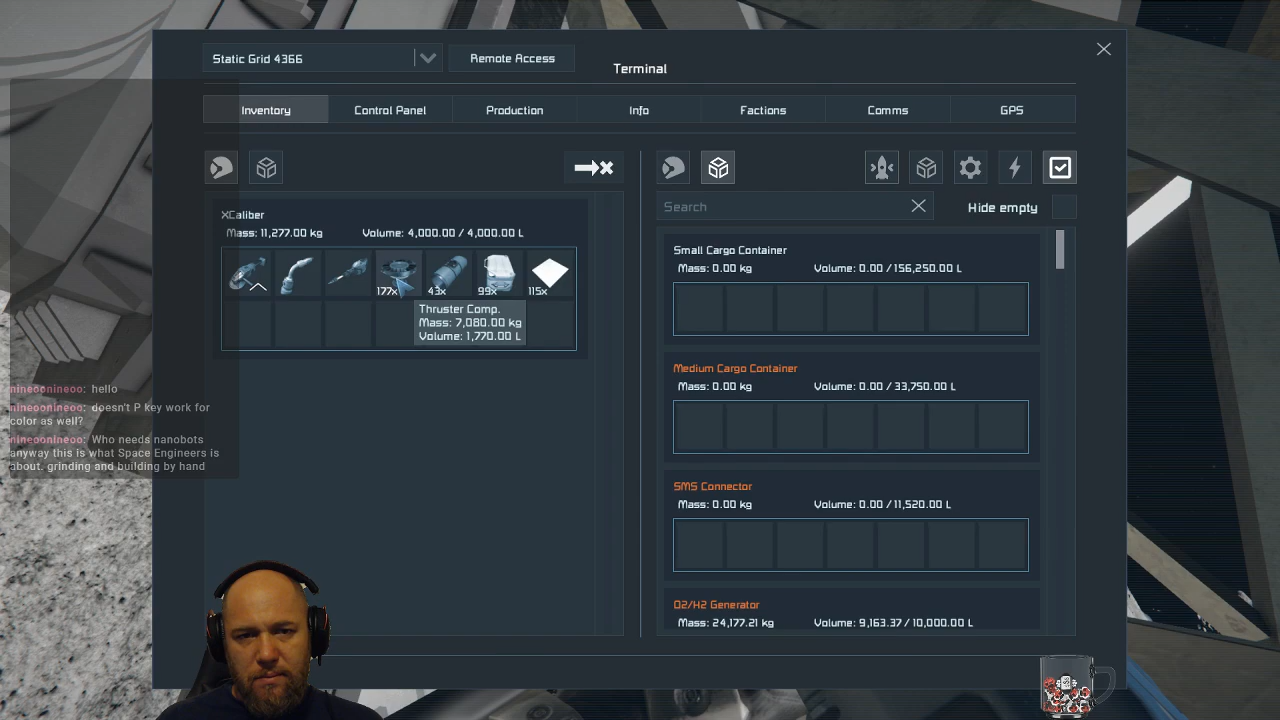 Static Grid 4366
Remote Access
Terminal
Inventory
Control Panel
Production
Info
Factions
Comms
GPS
XCaliber
Mass: 11,277.00 kg
Volume: 4,000.00 / 4,000.00 L
177x
43x
99x
115x
Thruster Comp.
Mass: 7,080.00 kg
Volume: 1,770.00 L
Search
Hide empty
Small Cargo Container
Mass: 0.00 kg
Volume: 0.00 / 156,250.00 L
Medium Cargo Container
Mass: 0.00 kg
Volume: 0.00 / 33,750.00 L
SMS Connector
Mass: 0.00 kg
Volume: 0.00 / 11,520.00 L
O2/H2 Generator
Mass: 24,177.21 kg
Volume: 9,163.37 / 10,000.00 L
nineoonineoo: hello
nineoonineoo: doesn't P key work for
color as well?
nineoonineoo: Who needs nanobots
anyway this is what Space Engineers is
about. grinding and building by hand